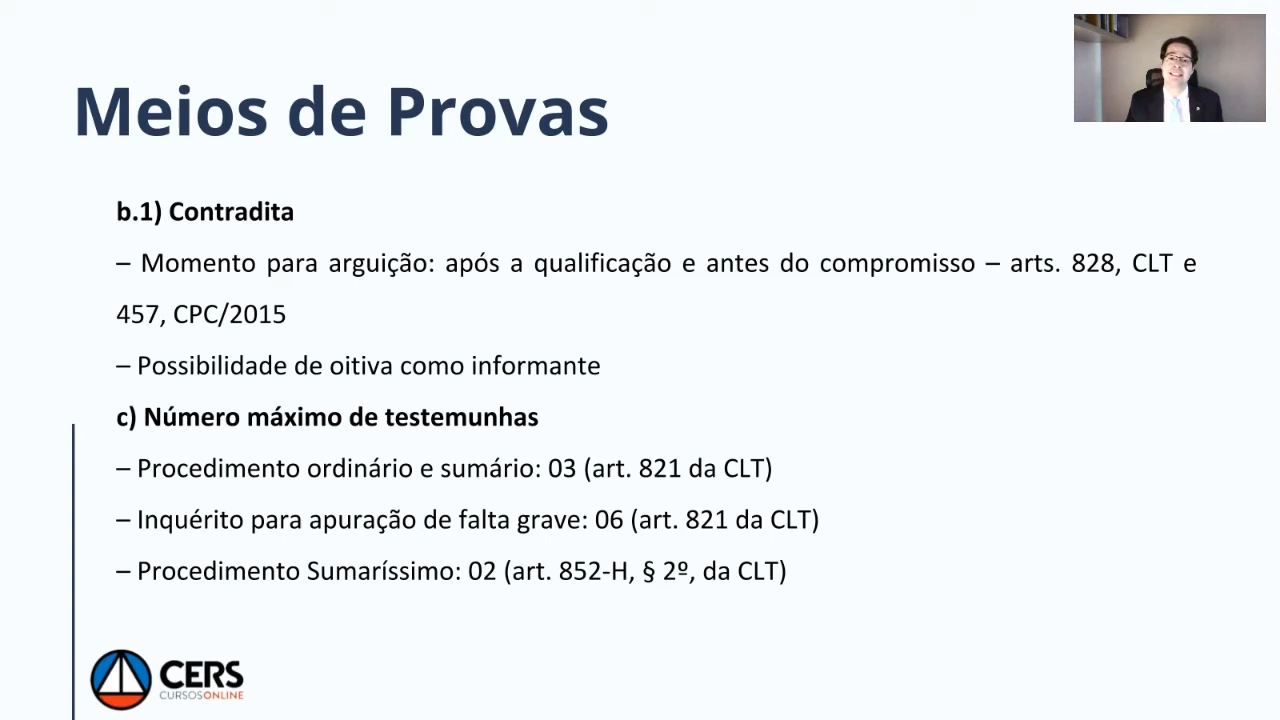 Meios de Provas
b.1) Contradita
– Momento para arguição: após a qualificação e antes do compromisso – arts. 828, CLT e
457, CPC/2015
– Possibilidade de oitiva como informante
c) Número máximo de testemunhas
– Procedimento ordinário e sumário: 03 (art. 821 da CLT)
– Inquérito para apuração de falta grave: 06 (art. 821 da CLT)
– Procedimento Sumaríssimo: 02 (art. 852-H, § 2º, da CLT)
CERS
CURSOSONLINE